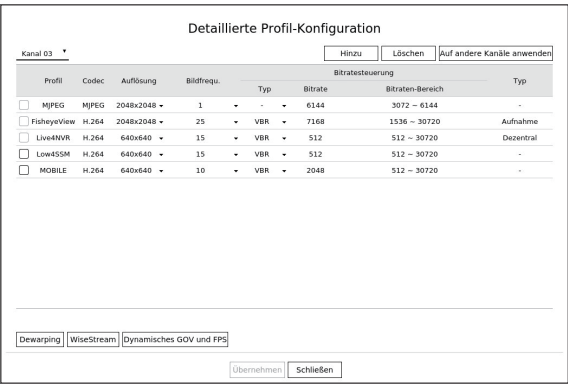 Detaillierte Profil-Konfiguration
Kanal 03 Hinzu Löschen Auf andere Kanäle anwenden
Profil Codec Auflösung Bildfrequ. Bitratesteuerung Typ
Typ Bitrate Bitraten-Bereich
MJPEG MJPEG 2048x2048 1 - 6144 3072 ~ 6144 -
FisheyeView H.264 2048x2048 25 VBR 7168 1536 ~ 30720 Aufnahme
Live4NVR H.264 640x640 15 VBR 512 512 ~ 30720 Dezentral
Low4SSM H.264 640x640 15 VBR 512 512 ~ 30720 -
MOBILE H.264 640x640 10 VBR 2048 512 ~ 30720 -
Dewarping WiseStream Dynamisches GOV und FPS
Übernehmen Schließen